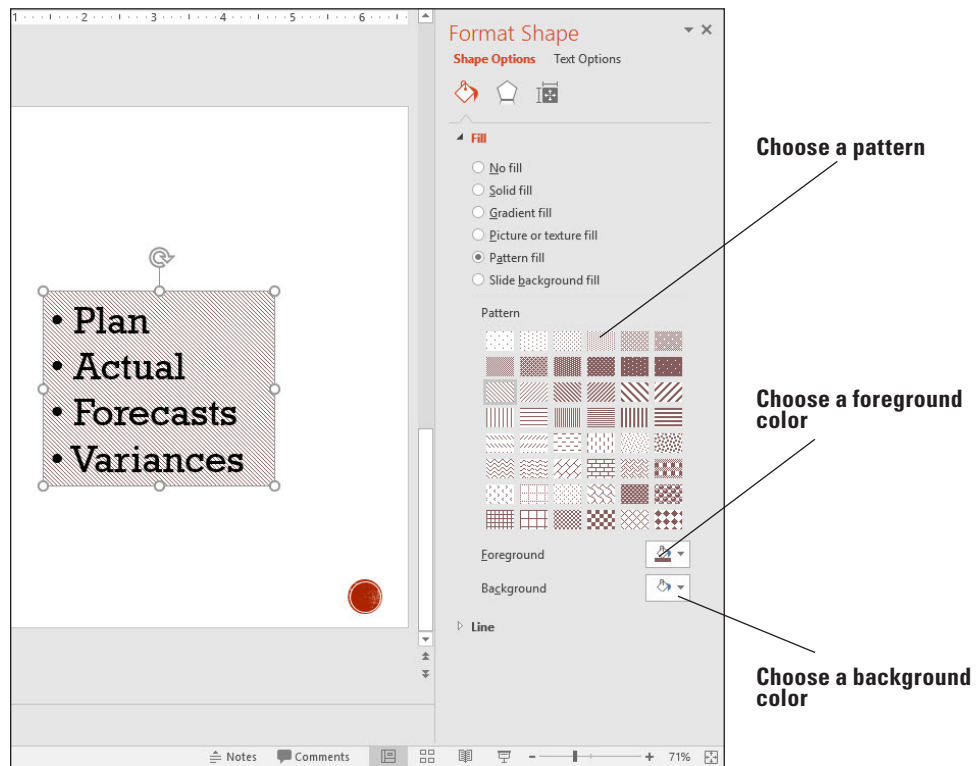 1 2 3 4 5 6
Format Shape
Shape Options Text Options
Fill
No fill
Solid fill
Gradient fill
Picture or texture fill
Pattern fill
Slide background fill
Pattern
Foreground
Background
Line
• Plan
• Actual
• Forecasts
• Variances
Notes Comments 71%
Choose a pattern
Choose a foreground
color
Choose a background
color